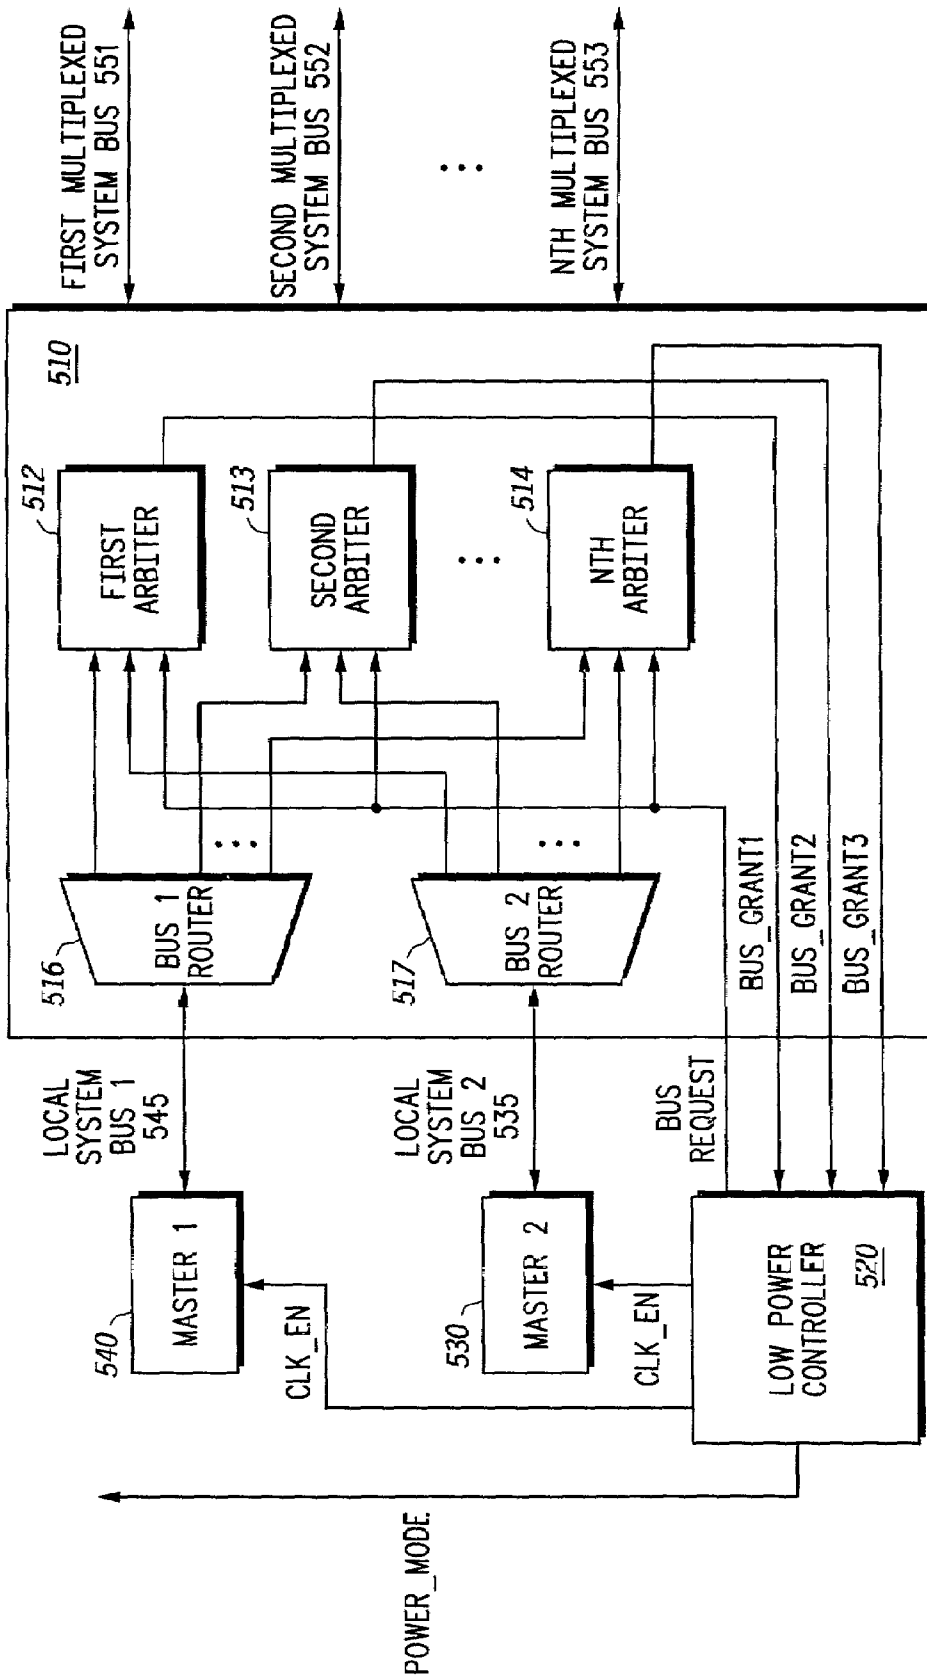 FIRST MULTIPLEXED
SYSTEM BUS 551
SECOND MULTIPLEXED
SYSTEM BUS 552
...
NTH MULTIPLEXED
SYSTEM BUS 553
510
512
FIRST
ARBITER
513
SECOND
ARBITER
...
514
NTH
ARBITER
...
...
516
BUS 1
ROUTER
517
BUS 2
ROUTER
BUS_GRANT1
BUS_GRANT2
BUS_GRANT3
LOCAL
SYSTEM
BUS 1
545
LOCAL
SYSTEM
BUS 2
535
BUS
REQUEST
540
MASTER 1
CLK_EN
530
MASTER 2
CLK_EN
LOW POWER
CONTROLLER
520
POWER_MODE